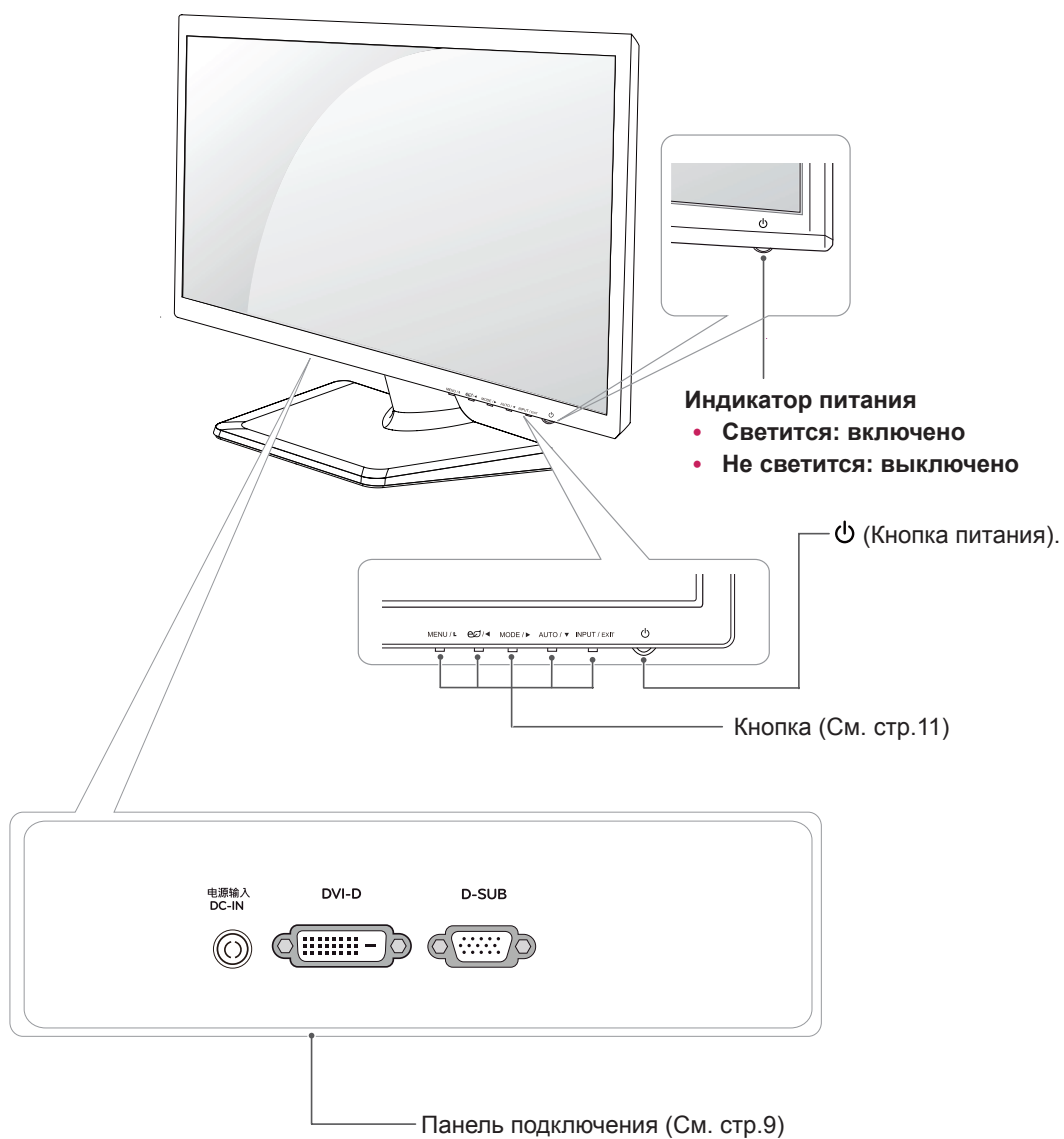 Индикатор питания
• Светится: включено
• Не светится: выключено
⏻ (Кнопка питания).
MENU / ◄ MODE / ► AUTO / ▼ INPUT / EXIT
Кнопка (См. стр.11)
电源输入
DC-IN
DVI-D
D-SUB
Панель подключения (См. стр.9)